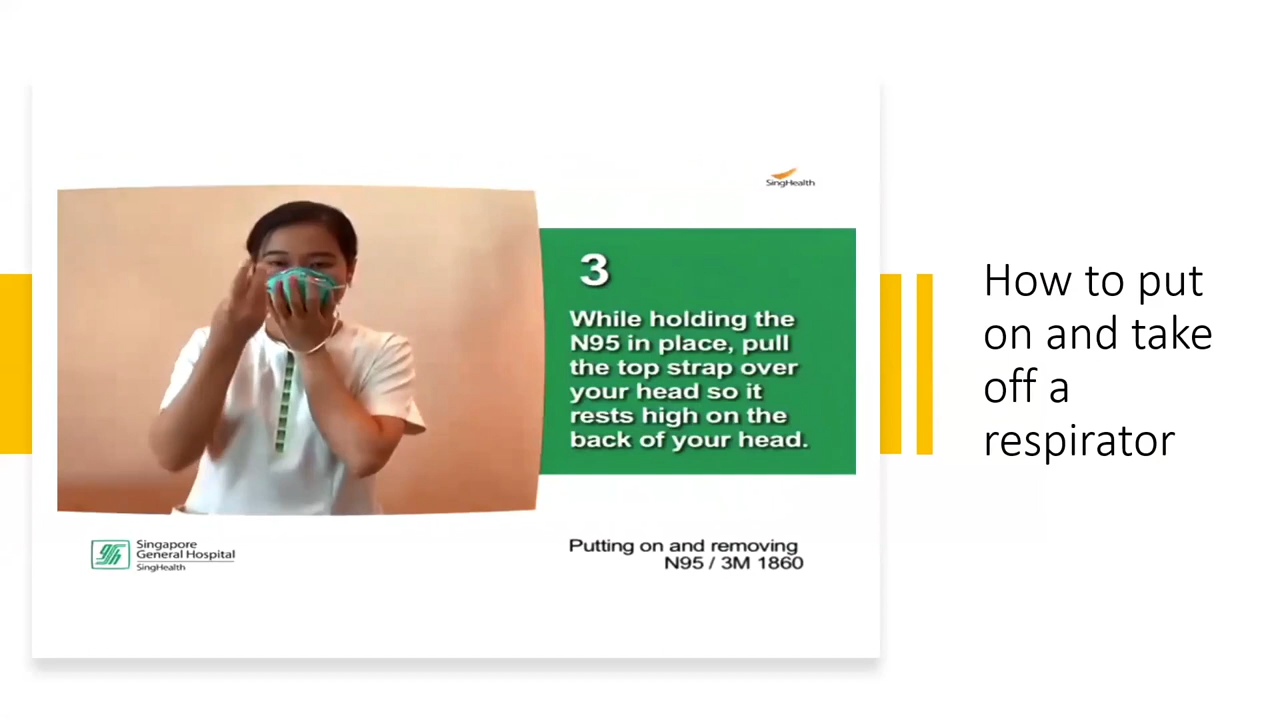 SingHealth
3
While holding the
N95 in place, pull
the top strap over
your head so it
rests high on the
back of your head.
Singapore
General Hospital
SingHealth
Putting on and removing
N95 / 3M 1860
How to put
on and take
off a
respirator